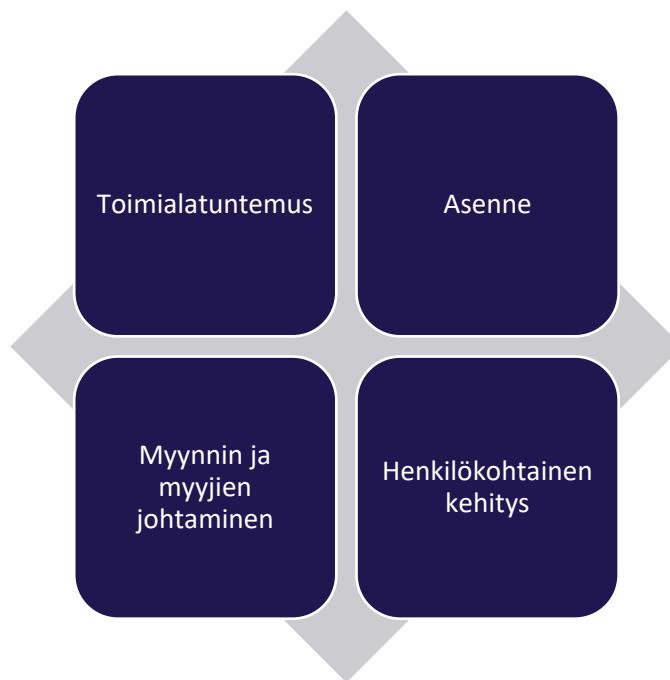 Toimialatuntemus
Asenne
Myynnin ja
myyjien
johtaminen
Henkilökohtainen
kehitys